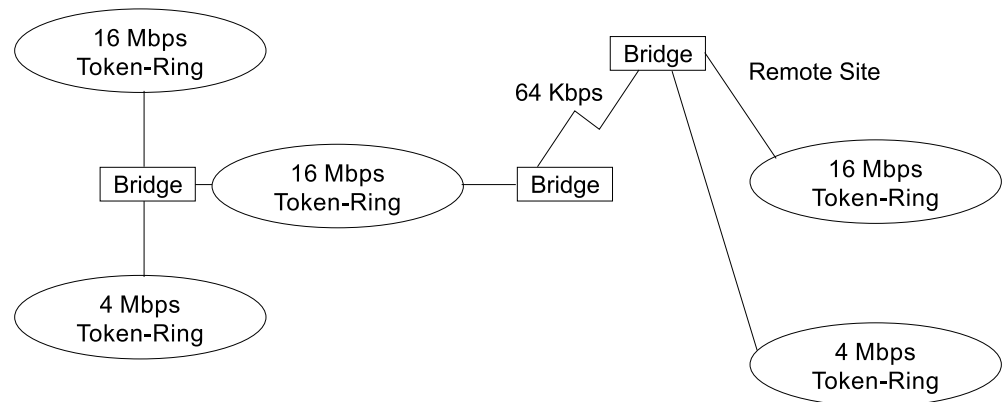 16 Mbps
Token-Ring
Bridge
Remote Site
64 Kbps
16 Mbps
Token-Ring
16 Mbps
Token-Ring
Bridge
Bridge
4 Mbps
Token-Ring
4 Mbps
Token-Ring